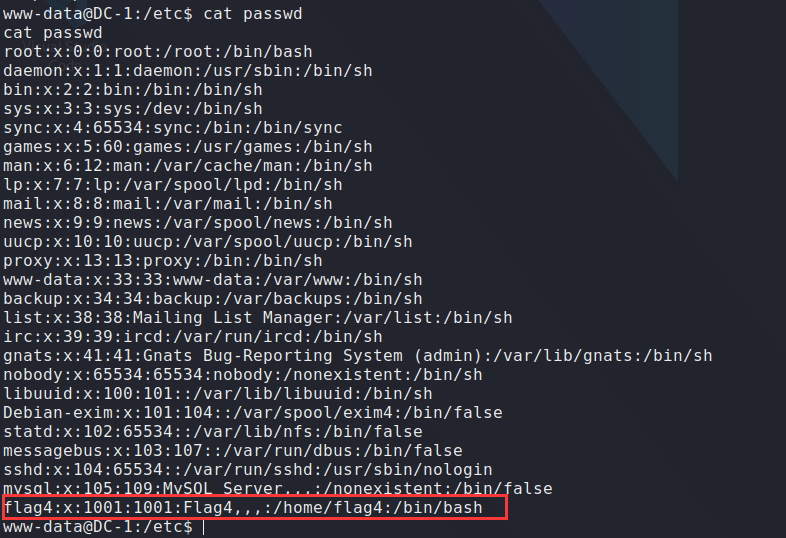 www-data@DC-1:/etc$ cat passwd
cat passwd
root:x:0:0:root:/root:/bin/bash
daemon:x:1:1:daemon:/usr/sbin:/bin/sh
bin:x:2:2:bin:/bin:/bin/sh
sys:x:3:3:sys:/dev:/bin/sh
sync:x:4:65534:sync:/bin:/bin/sync
games:x:5:60:games:/usr/games:/bin/sh
man:x:6:12:man:/var/cache/man:/bin/sh
lp:x:7:7:lp:/var/spool/lpd:/bin/sh
mail:x:8:8:mail:/var/mail:/bin/sh
news:x:9:9:news:/var/spool/news:/bin/sh
uucp:x:10:10:uucp:/var/spool/uucp:/bin/sh
proxy:x:13:13:proxy:/bin:/bin/sh
www-data:x:33:33:www-data:/var/www:/bin/sh
backup:x:34:34:backup:/var/backups:/bin/sh
list:x:38:38:Mailing List Manager:/var/list:/bin/sh
irc:x:39:39:ircd:/var/run/ircd:/bin/sh
gnats:x:41:41:Gnats Bug-Reporting System (admin):/var/lib/gnats:/bin/sh
nobody:x:65534:65534:nobody:/nonexistent:/bin/sh
libuuid:x:100:101::/var/lib/libuuid:/bin/sh
Debian-exim:x:101:104::/var/spool/exim4:/bin/false
statd:x:102:65534::/var/lib/nfs:/bin/false
messagebus:x:103:107::/var/run/dbus:/bin/false
sshd:x:104:65534::/var/run/sshd:/usr/sbin/nologin
mysql:x:105:109:MySQL Server,,,:/nonexistent:/bin/false
flag4:x:1001:1001:Flag4,,,:/home/flag4:/bin/bash
www-data@DC-1:/etc$